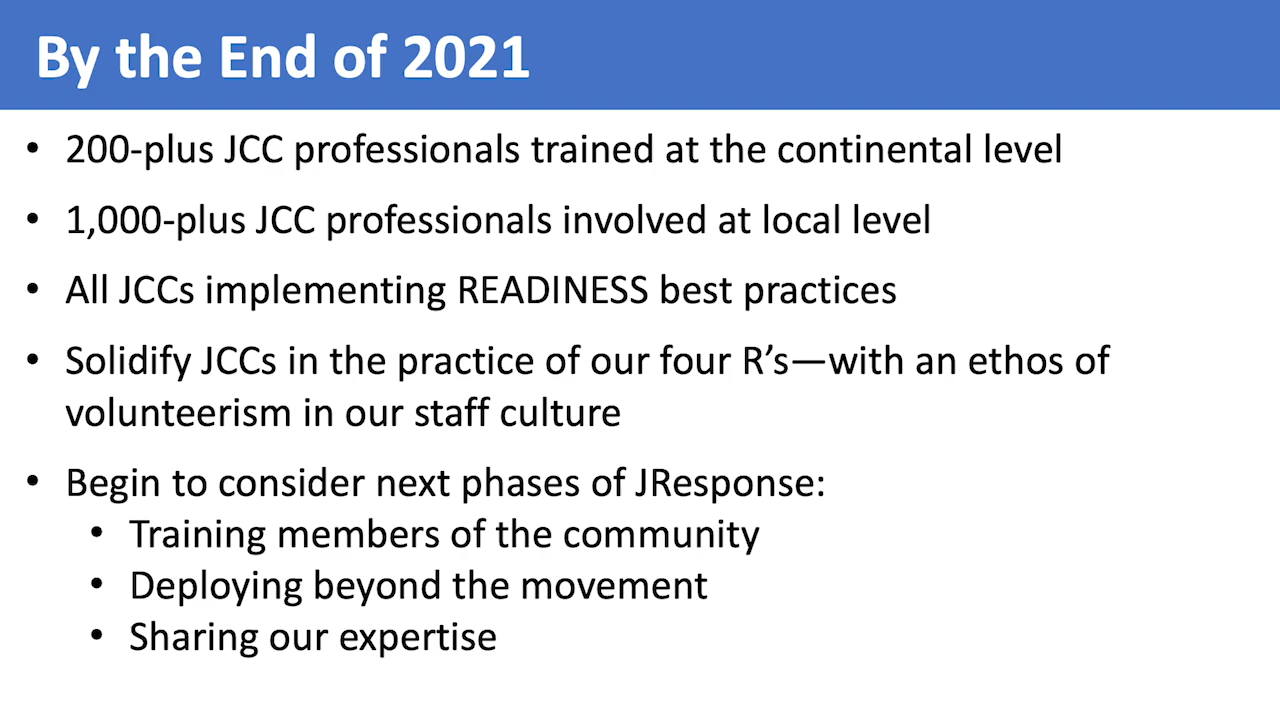 By the End of 2021
• 200-plus JCC professionals trained at the continental level
• 1,000-plus JCC professionals involved at local level
• All JCCs implementing READINESS best practices
• Solidify JCCs in the practice of our four R’s—with an ethos of
volunteerism in our staff culture
• Begin to consider next phases of JResponse:
• Training members of the community
• Deploying beyond the movement
• Sharing our expertise